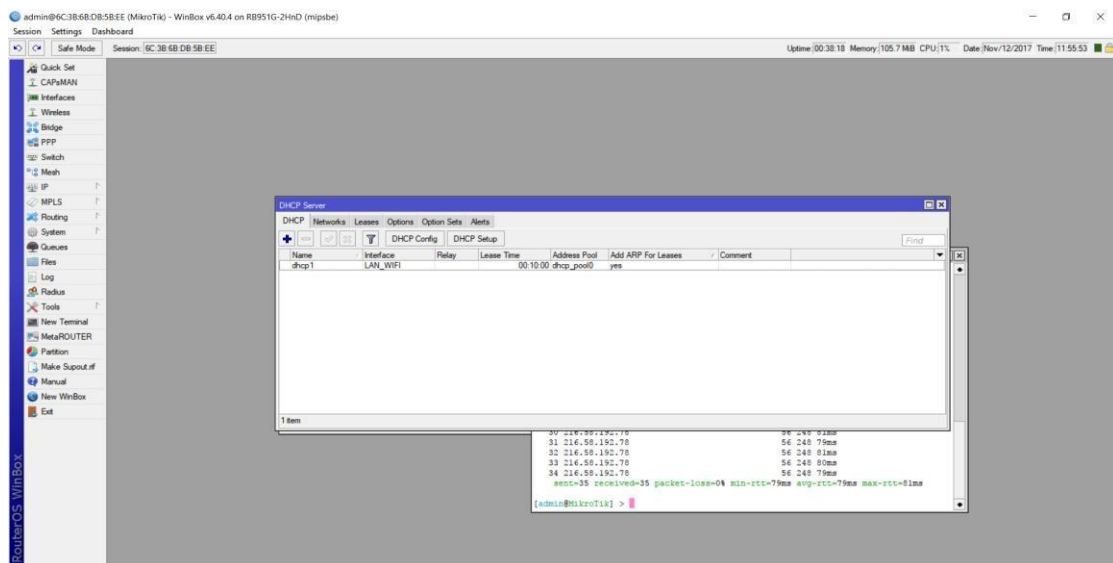 admin@6C:3B:6B:DB:5B:EE (MikroTik) - WinBox v6.40.4 on RB951G-2HnD (mipsbe)
Session Settings Dashboard
Safe Mode Session: 6C:3B:6B:DB:5B:EE Uptime: 00:38:18 Memory: 105.7 MiB CPU: 1% Date: Nov/12/2017 Time: 11:55:53
Quick Set
CAPsMAN
Interfaces
Wireless
Bridge
PPP
Switch
Mesh
IP
MPLS
Routing
System
Queues
Files
Log
Radius
Tools
New Terminal
MetaROUTER
Partition
Make Supout.rif
Manual
New WinBox
Exit
RouterOS WinBox
DHCP Server
DHCP Networks Leases Options Option Sets Alerts
DHCP Config DHCP Setup Find
Name Interface Relay Lease Time Address Pool Add ARP For Leases Comment
dhcp1 LAN_WIFI 00:10:00 dhcp_pool0 yes
1 item
30 216.58.192.78 56 248 81ms
31 216.58.192.78 56 248 79ms
32 216.58.192.78 56 248 81ms
33 216.58.192.78 56 248 80ms
34 216.58.192.78 56 248 79ms
sent=35 received=35 packet-loss=0% min-rtt=79ms avg-rtt=79ms max-rtt=81ms
[admin@MikroTik] >